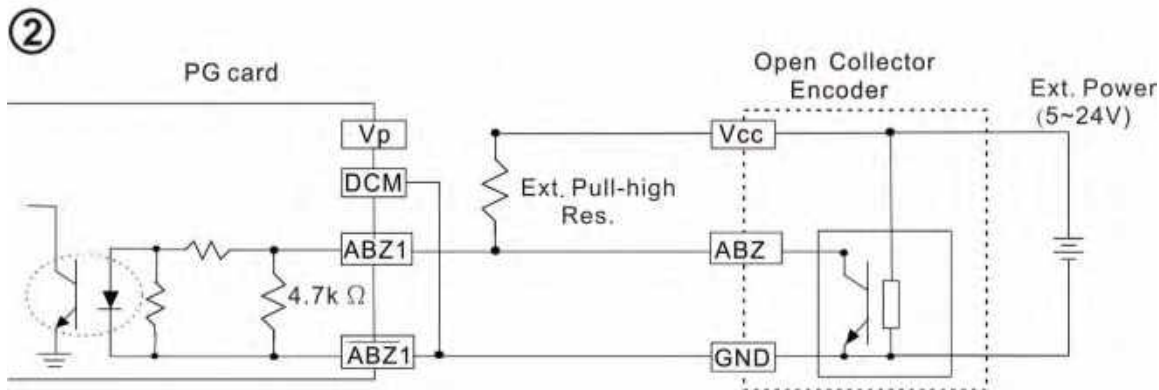 ②
PG card
Open Collector
Encoder
Ext. Power
(5~24V)
Vp
Vcc
DCM
Ext. Pull-high
Res.
ABZ1
ABZ
4.7k Ω
A̅B̅Z̅1
GND